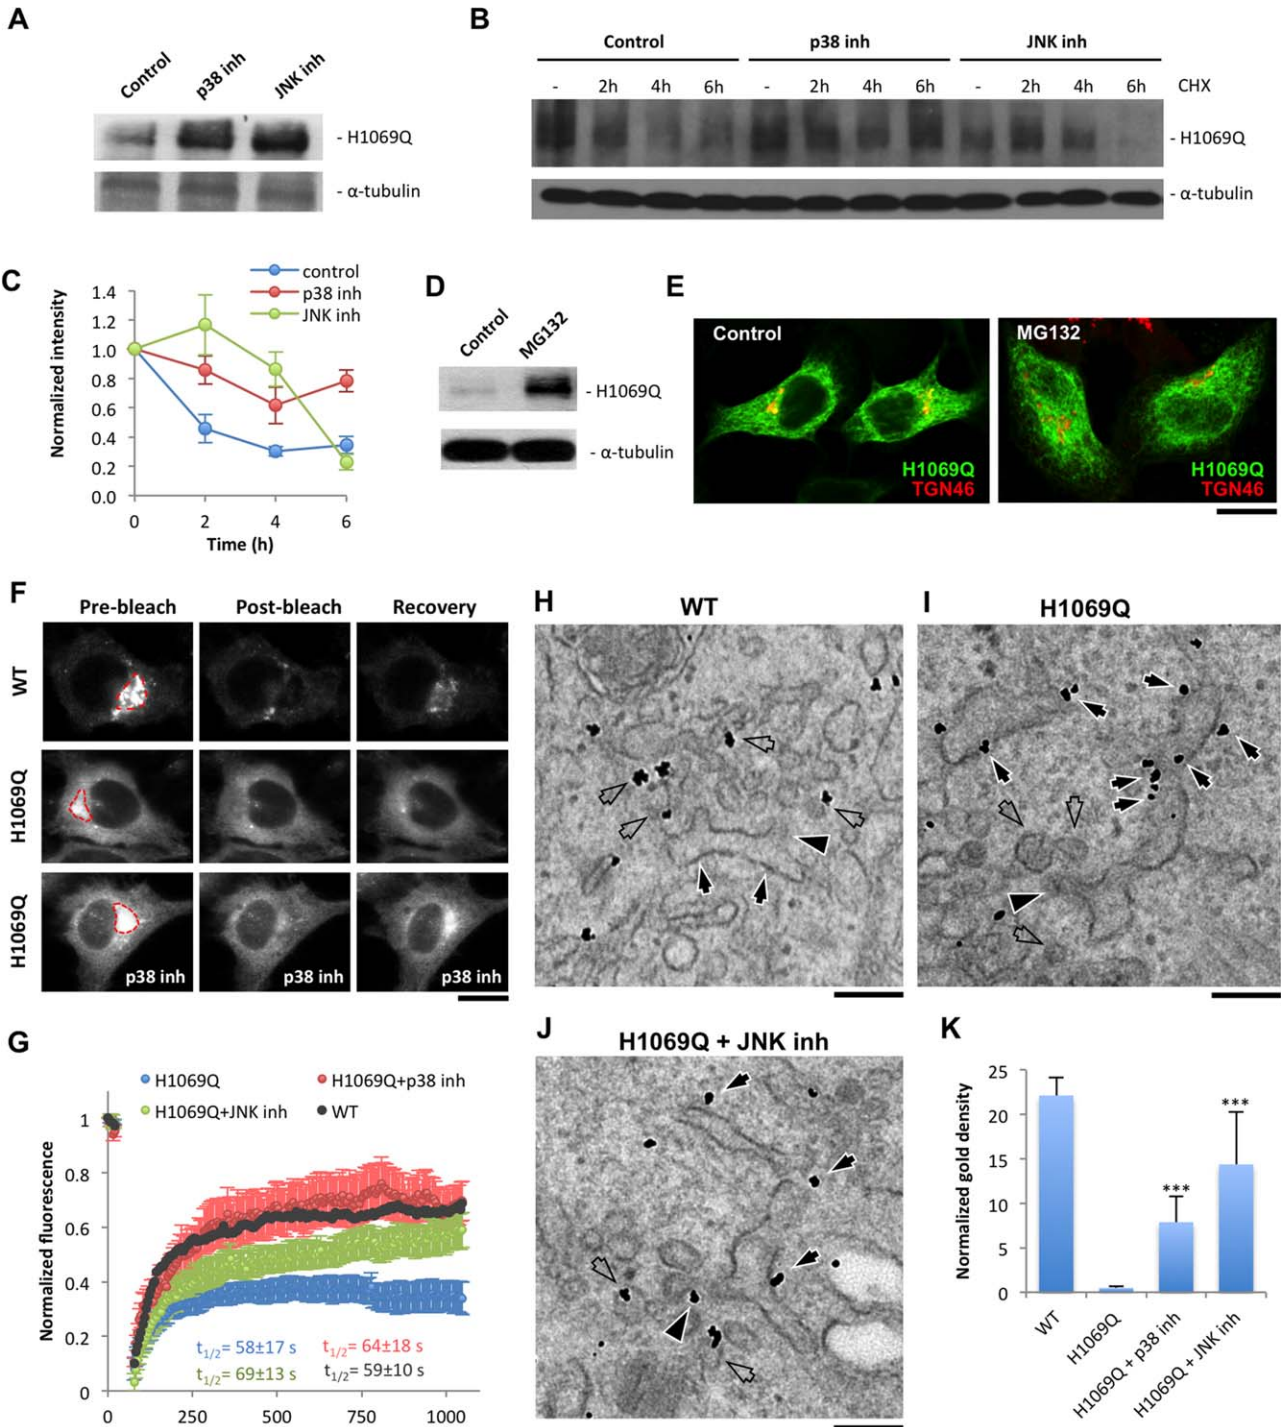 A
Control
p38 inh
JNK inh
- H1069Q
- α-tubulin
B
Control
p38 inh
JNK inh
- 2h 4h 6h - 2h 4h 6h - 2h 4h 6h CHX
- H1069Q
- α-tubulin
C
control
p38 inh
JNK inh
Normalized intensity
1.4
1.2
1.0
0.8
0.6
0.4
0.2
0.0
0 2 4 6
Time (h)
D
Control
MG132
- H1069Q
- α-tubulin
E
Control
H1069Q
TGN46
MG132
H1069Q
TGN46
F
Pre-bleach Post-bleach Recovery
WT
H1069Q
H1069Q
p38 inh p38 inh p38 inh
G
H1069Q
H1069Q+p38 inh
H1069Q+JNK inh
WT
Normalized fluorescence
1
0.8
0.6
0.4
0.2
0
t1/2= 58±17 s
t1/2= 64±18 s
t1/2= 69±13 s
t1/2= 59±10 s
0 250 500 750 1000
H
WT
I
H1069Q
J
H1069Q + JNK inh
K
Normalized gold density
25
20
15
10
5
0
***
***
WT
H1069Q
H1069Q + p38 inh
H1069Q + JNK inh